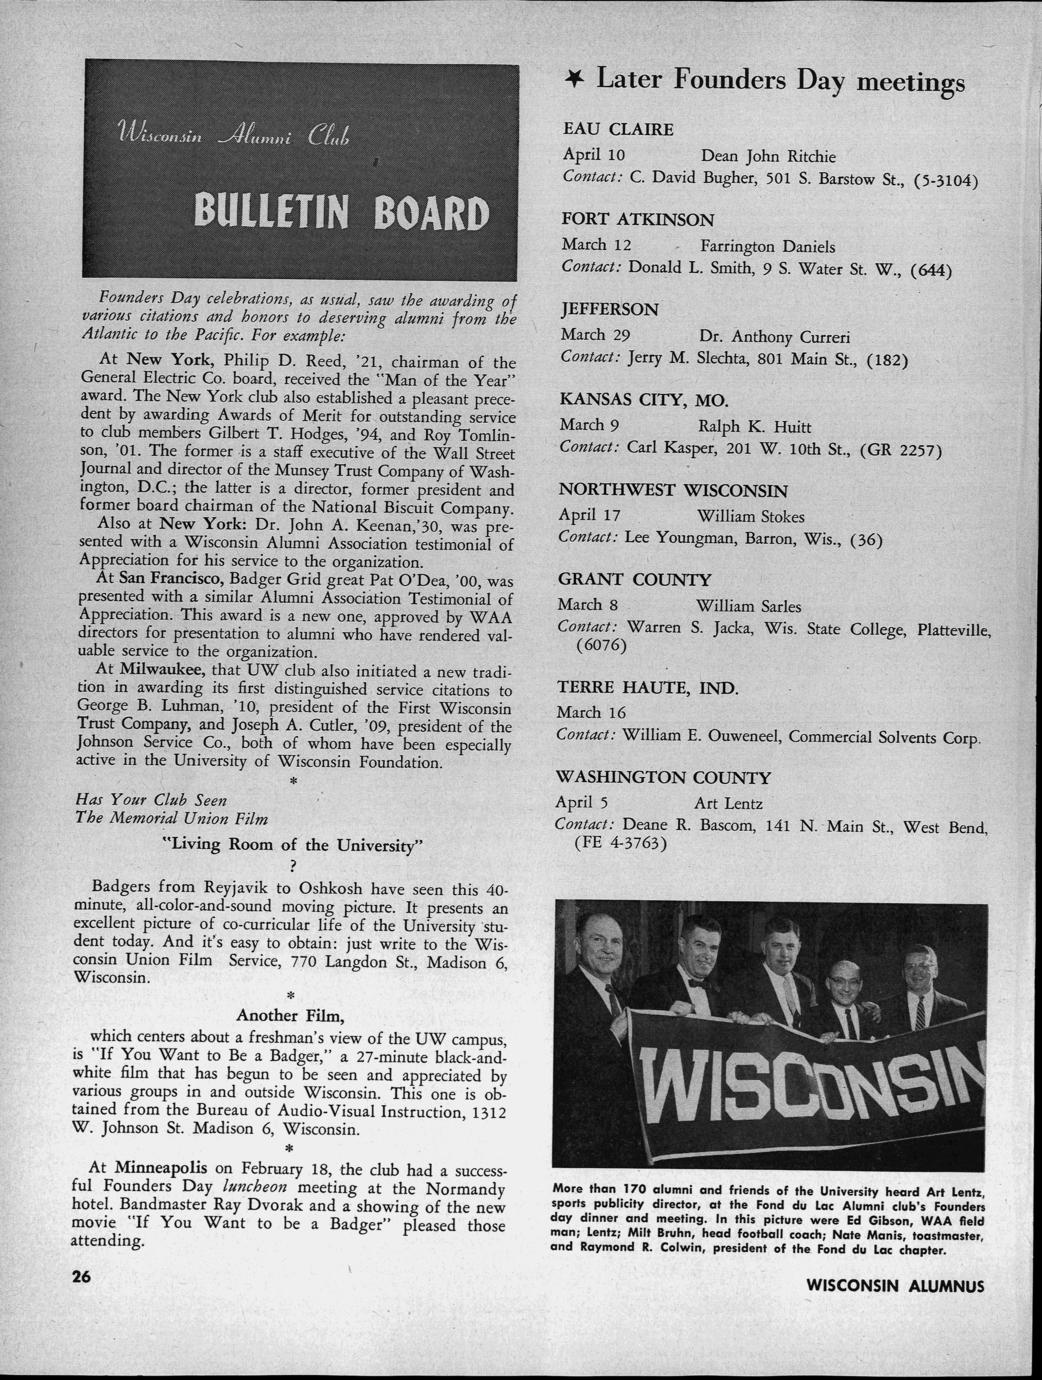 Wisconsin Alumni Club
BULLETIN BOARD
Founders Day celebrations, as usual, saw the awarding of
various citations and honors to deserving alumni from the
Atlantic to the Pacific. For example:
At New York, Philip D. Reed, '21, chairman of the
General Electric Co. board, received the "Man of the Year"
award. The New York club also established a pleasant prece-
dent by awarding Awards of Merit for outstanding service
to club members Gilbert T. Hodges, '94, and Roy Tomlin-
son, '01. The former is a staff executive of the Wall Street
Journal and director of the Munsey Trust Company of Wash-
ington, D.C.; the latter is a director, former president and
former board chairman of the National Biscuit Company.
Also at New York: Dr. John A. Keenan,'30, was pre-
sented with a Wisconsin Alumni Association testimonial of
Appreciation for his service to the organization.
At San Francisco, Badger Grid great Pat O'Dea, '00, was
presented with a similar Alumni Association Testimonial of
Appreciation. This award is a new one, approved by WAA
directors for presentation to alumni who have rendered val-
uable service to the organization.
At Milwaukee, that UW club also initiated a new tradi-
tion in awarding its first distinguished service citations to
George B. Luhman, '10, president of the First Wisconsin
Trust Company, and Joseph A. Cutler, '09, president of the
Johnson Service Co., both of whom have been especially
active in the University of Wisconsin Foundation.
*
Has Your Club Seen
The Memorial Union Film
"Living Room of the University"
?
Badgers from Reyjavik to Oshkosh have seen this 40-
minute, all-color-and-sound moving picture. It presents an
excellent picture of co-curricular life of the University stu-
dent today. And it's easy to obtain: just write to the Wis-
consin Union Film Service, 770 Langdon St., Madison 6,
Wisconsin.
*
Another Film,
which centers about a freshman's view of the UW campus,
is "If You Want to Be a Badger," a 27-minute black-and-
white film that has begun to be seen and appreciated by
various groups in and outside Wisconsin. This one is ob-
tained from the Bureau of Audio-Visual Instruction, 1312
W. Johnson St. Madison 6, Wisconsin.
*
At Minneapolis on February 18, the club had a success-
ful Founders Day luncheon meeting at the Normandy
hotel. Bandmaster Ray Dvorak and a showing of the new
movie "If You Want to be a Badger" pleased those
attending.
★ Later Founders Day meetings
EAU CLAIRE
April 10 Dean John Ritchie
Contact: C. David Bugher, 501 S. Barstow St., (5-3104)
FORT ATKINSON
March 12 Farrington Daniels
Contact: Donald L. Smith, 9 S. Water St. W., (644)
JEFFERSON
March 29 Dr. Anthony Curreri
Contact: Jerry M. Slechta, 801 Main St., (182)
KANSAS CITY, MO.
March 9 Ralph K. Huitt
Contact: Carl Kasper, 201 W. 10th St., (GR 2257)
NORTHWEST WISCONSIN
April 17 William Stokes
Contact: Lee Youngman, Barron, Wis., (36)
GRANT COUNTY
March 8 William Sarles
Contact: Warren S. Jacka, Wis. State College, Platteville,
(6076)
TERRE HAUTE, IND.
March 16
Contact: William E. Ouweneel, Commercial Solvents Corp.
WASHINGTON COUNTY
April 5 Art Lentz
Contact: Deane R. Bascom, 141 N. Main St., West Bend,
(FE 4-3763)
WISCONSIN
More than 170 alumni and friends of the University heard Art Lentz,
sports publicity director, at the Fond du Lac Alumni club's Founders
day dinner and meeting. In this picture were Ed Gibson, WAA field
man; Lentz; Milt Bruhn, head football coach; Nate Manis, toastmaster,
and Raymond R. Colwin, president of the Fond du Lac chapter.
26
WISCONSIN ALUMNUS